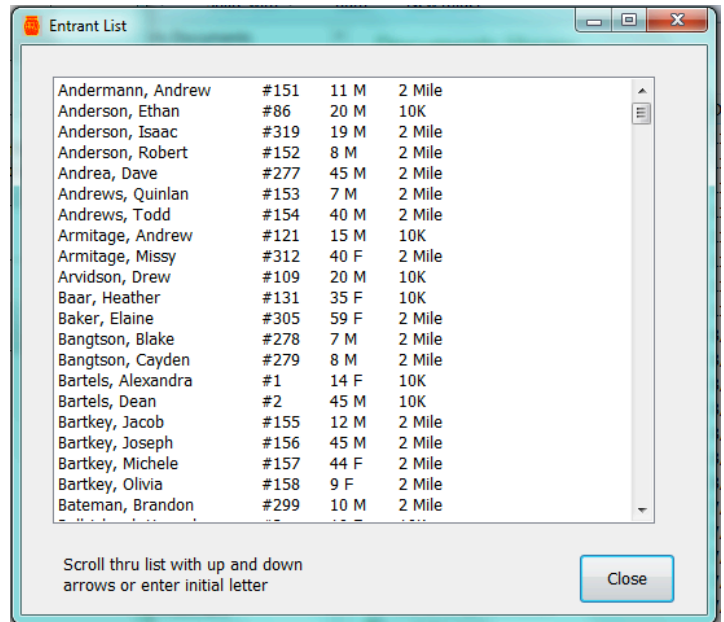 Entrant List
Andermann, Andrew #151 11 M 2 Mile
Anderson, Ethan #86 20 M 10K
Anderson, Isaac #319 19 M 2 Mile
Anderson, Robert #152 8 M 2 Mile
Andrea, Dave #277 45 M 2 Mile
Andrews, Quinlan #153 7 M 2 Mile
Andrews, Todd #154 40 M 2 Mile
Armitage, Andrew #121 15 M 10K
Armitage, Missy #312 40 F 2 Mile
Arvidson, Drew #109 20 M 10K
Baar, Heather #131 35 F 10K
Baker, Elaine #305 59 F 2 Mile
Bangtson, Blake #278 7 M 2 Mile
Bangtson, Cayden #279 8 M 2 Mile
Bartels, Alexandra #1 14 F 10K
Bartels, Dean #2 45 M 10K
Bartkey, Jacob #155 12 M 2 Mile
Bartkey, Joseph #156 45 M 2 Mile
Bartkey, Michele #157 44 F 2 Mile
Bartkey, Olivia #158 9 F 2 Mile
Bateman, Brandon #299 10 M 2 Mile
Scroll thru list with up and down
arrows or enter initial letter
Close